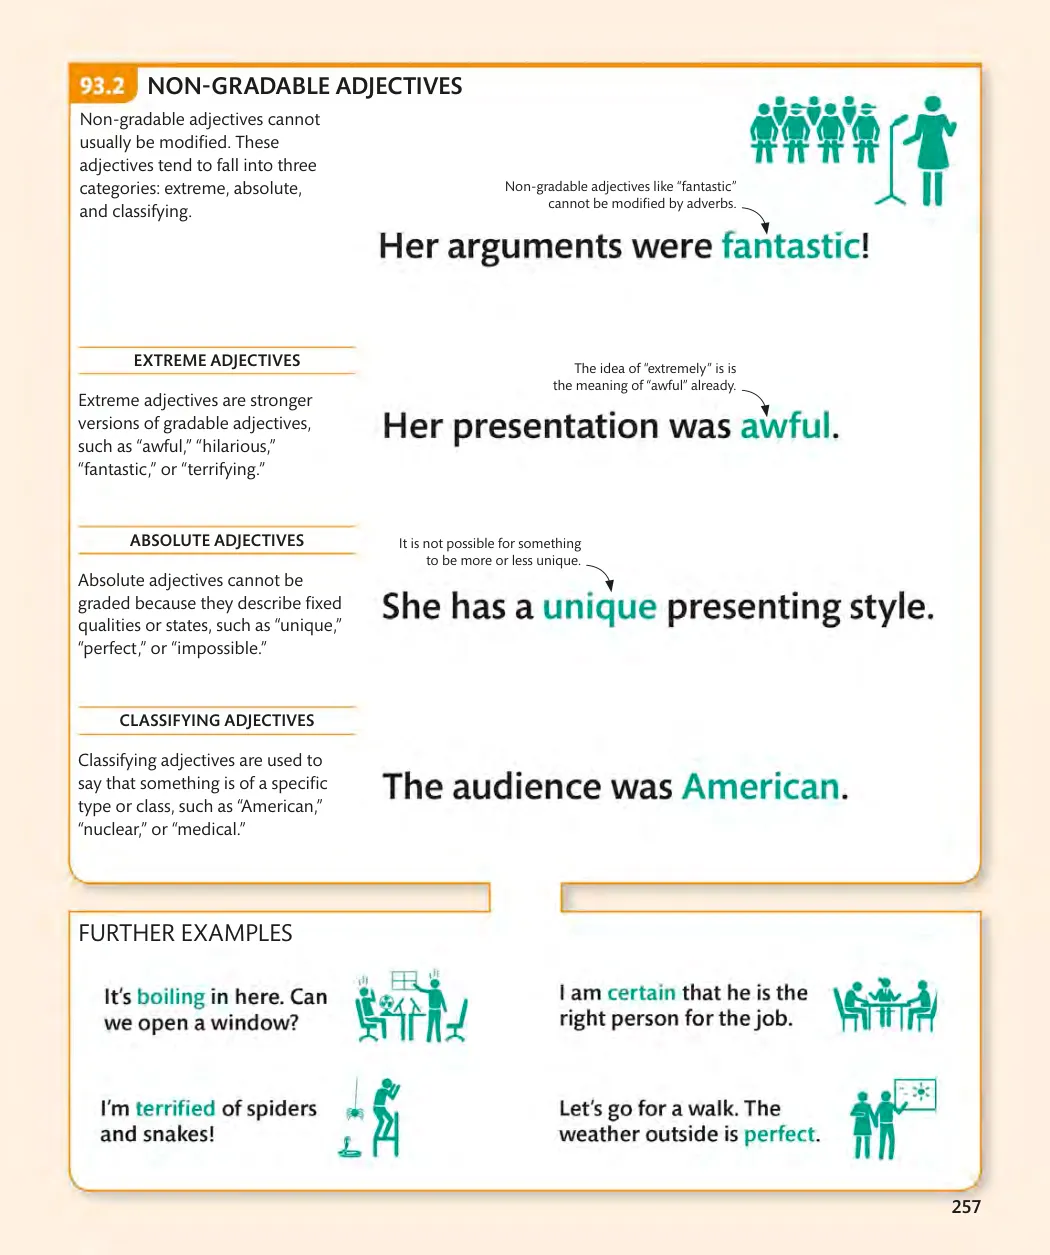 93.2 NON-GRADABLE ADJECTIVES
Non-gradable adjectives cannot
usually be modified. These
adjectives tend to fall into three
categories: extreme, absolute,
and classifying.
Non-gradable adjectives like “fantastic”
cannot be modified by adverbs.
Her arguments were fantastic!
EXTREME ADJECTIVES
Extreme adjectives are stronger
versions of gradable adjectives,
such as “awful,” “hilarious,”
“fantastic,” or “terrifying.”
The idea of “extremely” is is
the meaning of “awful” already.
Her presentation was awful.
ABSOLUTE ADJECTIVES
Absolute adjectives cannot be
graded because they describe fixed
qualities or states, such as “unique,”
“perfect,” or “impossible.”
It is not possible for something
to be more or less unique.
She has a unique presenting style.
CLASSIFYING ADJECTIVES
Classifying adjectives are used to
say that something is of a specific
type or class, such as “American,”
“nuclear,” or “medical.”
The audience was American.
FURTHER EXAMPLES
It’s boiling in here. Can
we open a window?
I’m terrified of spiders
and snakes!
I am certain that he is the
right person for the job.
Let’s go for a walk. The
weather outside is perfect.
257